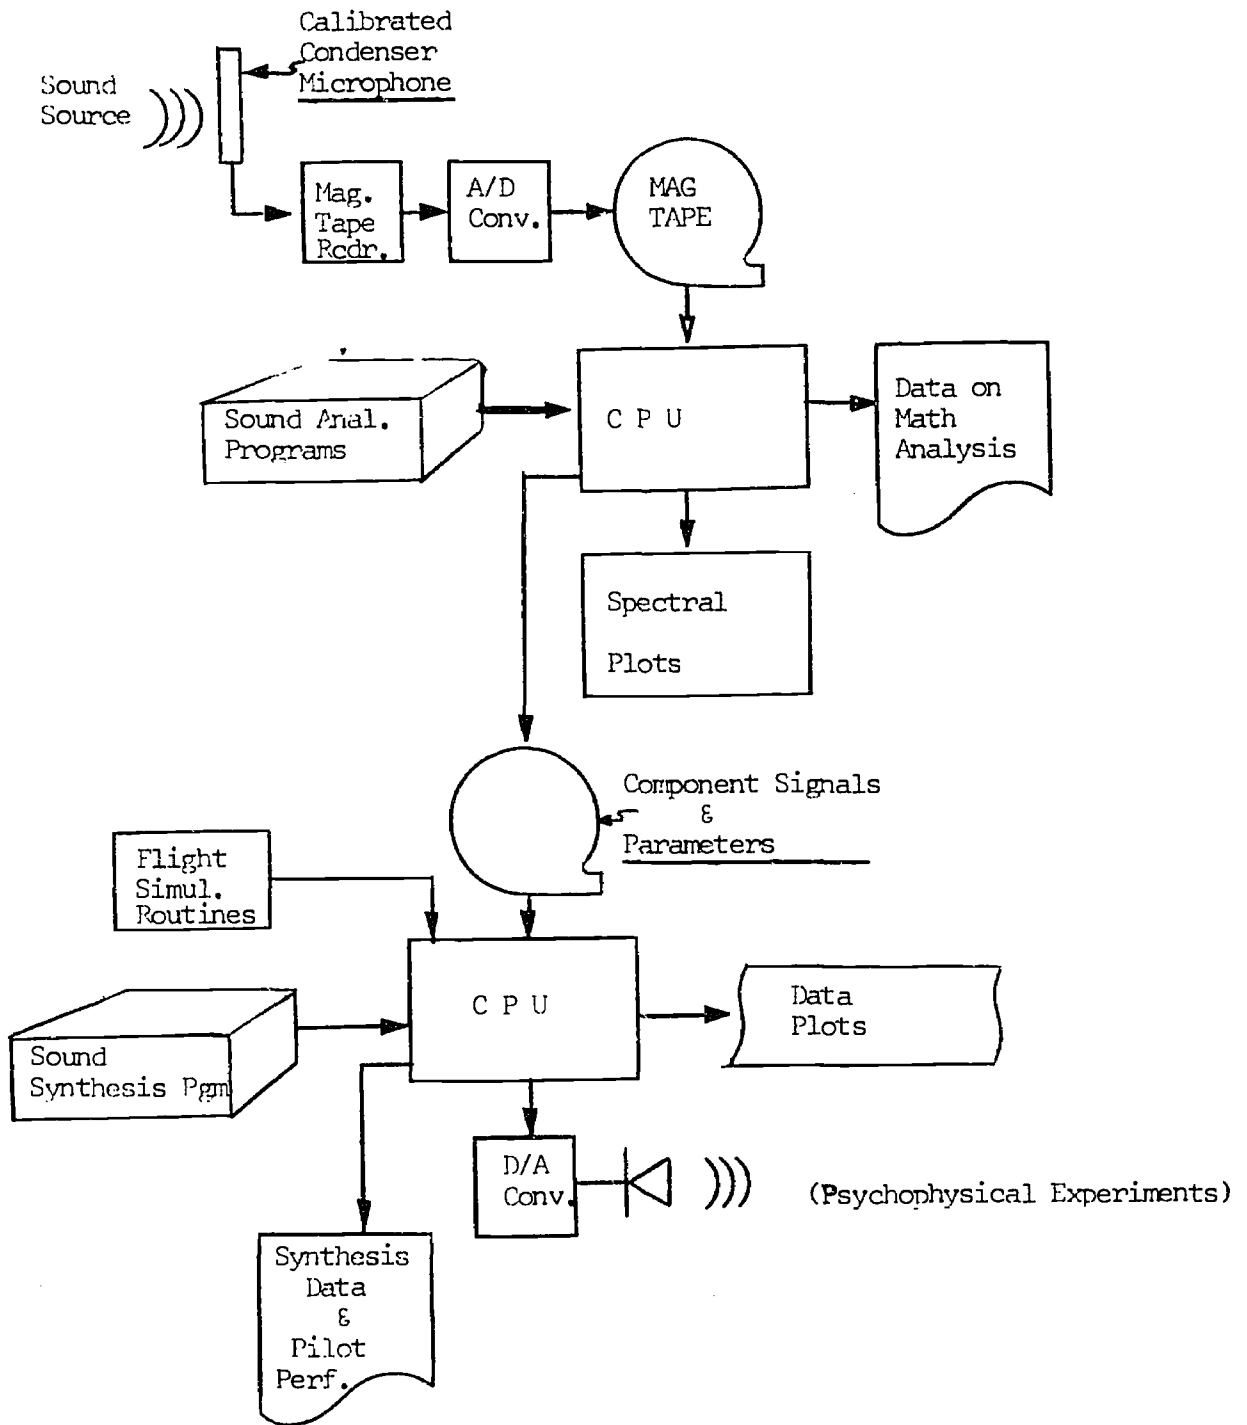 Calibrated
Condenser
Microphone
Sound
Source
Mag.
Tape
Rcdr.
A/D
Conv.
MAG
TAPE
Sound Anal.
Programs
C P U
Data on
Math
Analysis
Spectral
Plots
Component Signals
&
Parameters
Flight
Simul.
Routines
C P U
Data
Plots
Sound
Synthesis Pgm
D/A
Conv.
(Psychophysical Experiments)
Synthesis
Data
&
Pilot
Perf.